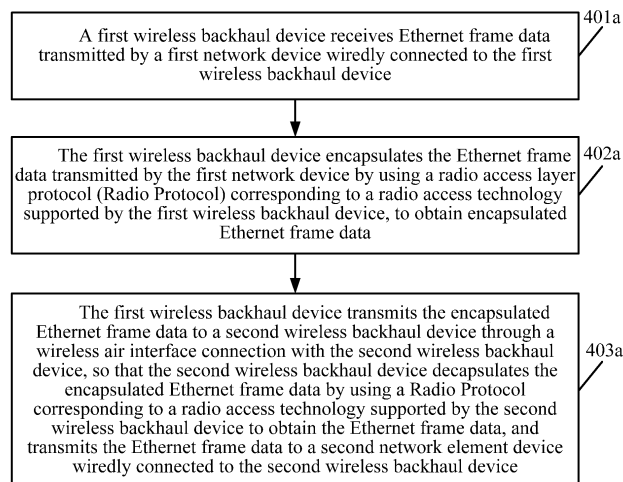 401a
A first wireless backhaul device receives Ethernet frame data
transmitted by a first network device wiredly connected to the first
wireless backhaul device
402a
The first wireless backhaul device encapsulates the Ethernet frame
data transmitted by the first network device by using a radio access layer
protocol (Radio Protocol) corresponding to a radio access technology
supported by the first wireless backhaul device, to obtain encapsulated
Ethernet frame data
403a
The first wireless backhaul device transmits the encapsulated
Ethernet frame data to a second wireless backhaul device through a
wireless air interface connection with the second wireless backhaul
device, so that the second wireless backhaul device decapsulates the
encapsulated Ethernet frame data by using a Radio Protocol
corresponding to a radio access technology supported by the second
wireless backhaul device to obtain the Ethernet frame data, and
transmits the Ethernet frame data to a second network element device
wiredly connected to the second wireless backhaul device